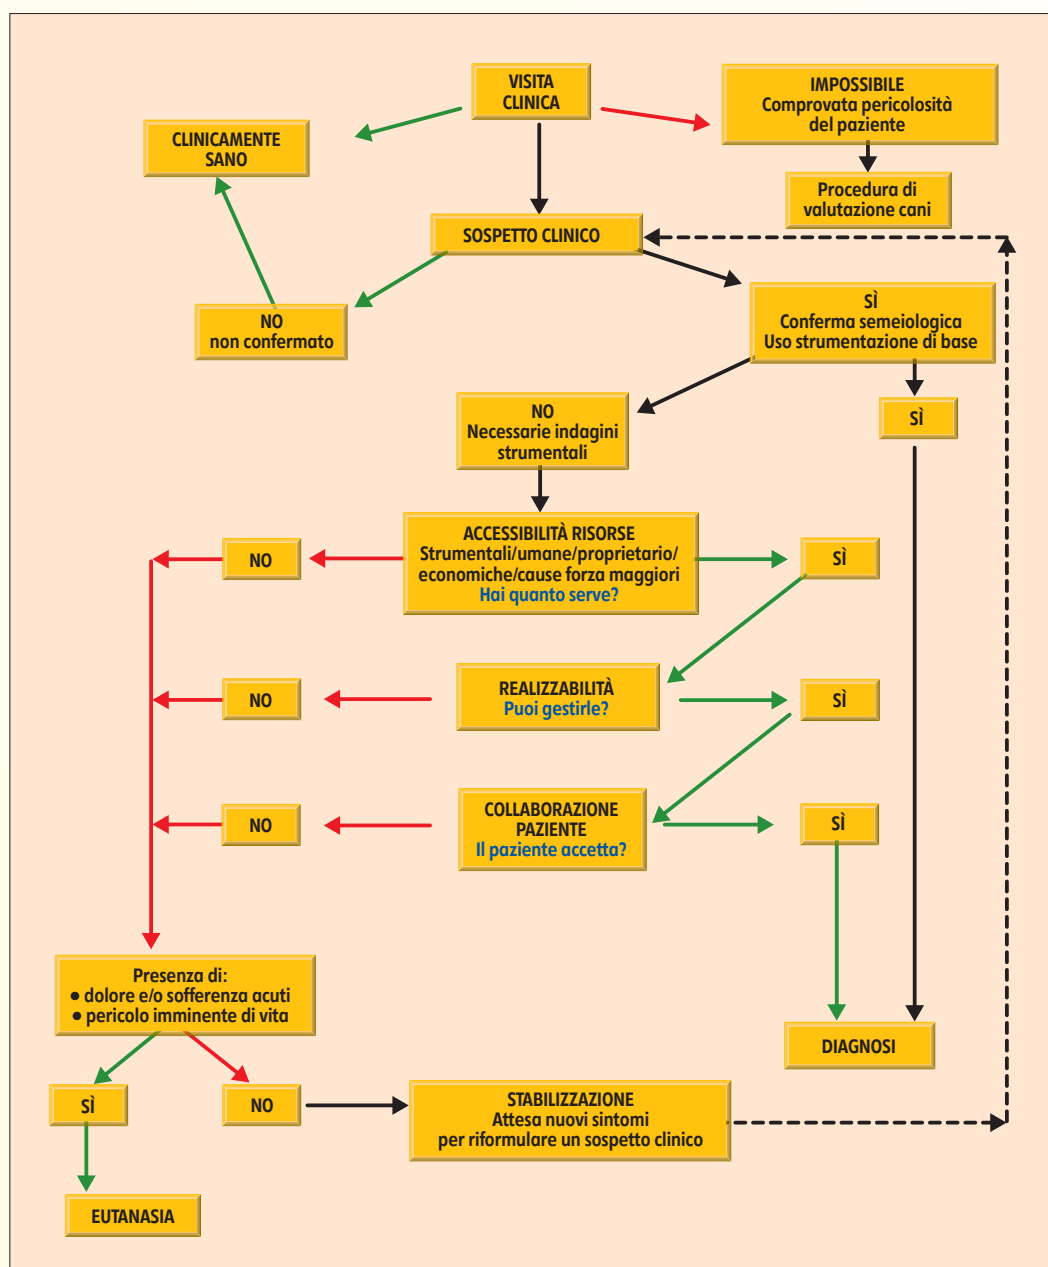 VISITA
CLINICA
IMPOSSIBILE
Comprovata pericolosità
del paziente
CLINICAMENTE
SANO
Procedura di
valutazione cani
SOSPETTO CLINICO
NO
non confermato
SÌ
Conferma semeiologica
Uso strumentazione di base
NO
Necessarie indagini
strumentali
SÌ
ACCESSIBILITÀ RISORSE
Strumentali/umane/proprietario/
economiche/cause forza maggiori
Hai quanto serve?
NO
SÌ
REALIZZABILITÀ
Puoi gestirle?
NO
SÌ
COLLABORAZIONE
PAZIENTE
Il paziente accetta?
NO
SÌ
Presenza di:
● dolore e/o sofferenza acuti
● pericolo imminente di vita
DIAGNOSI
SÌ
NO
STABILIZZAZIONE
Attesa nuovi sintomi
per riformulare un sospetto clinico
EUTANASIA